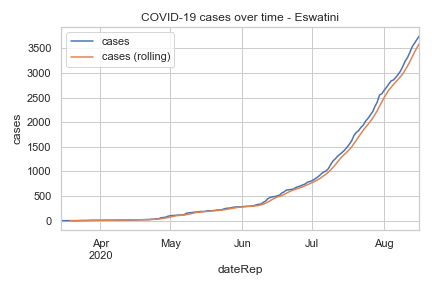 COVID-19 cases over time - Eswatini
cases
cases (rolling)
3500
3000
2500
2000
1500
1000
500
0
cases
Apr
2020
May
Jun
Jul
Aug
dateRep